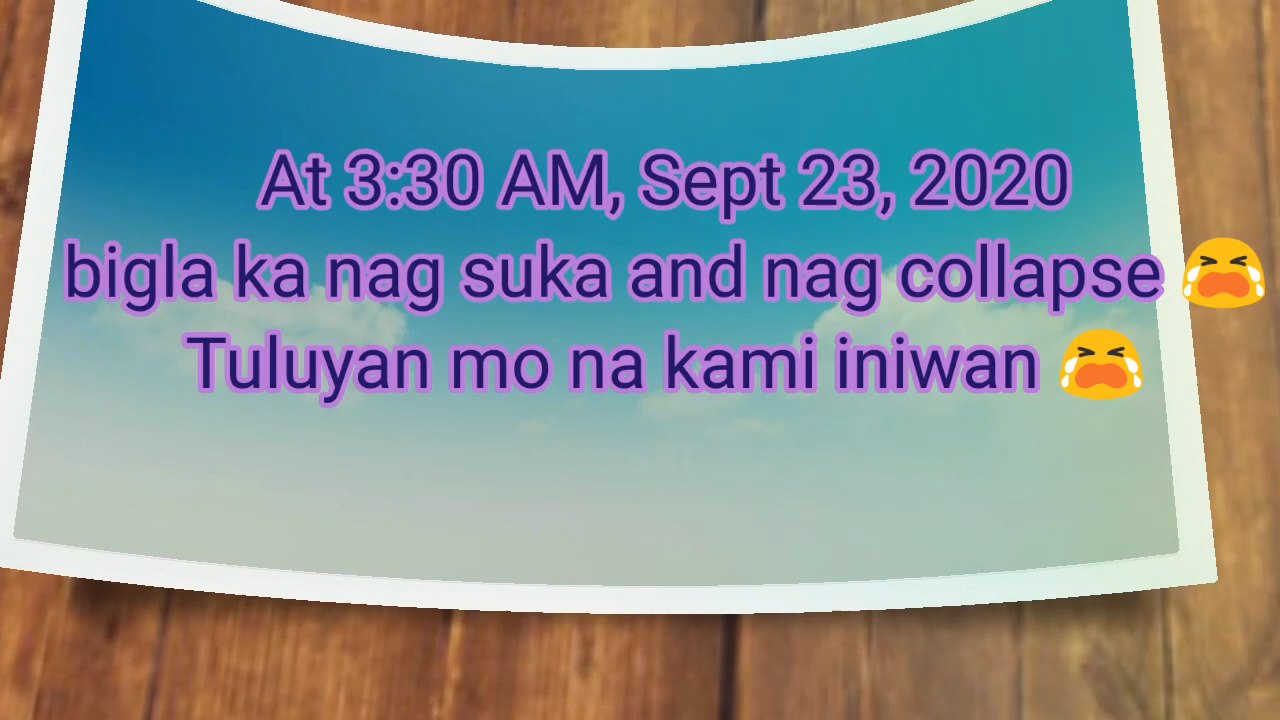 At 3:30 AM, Sept 23, 2020
bigla ka nag suka and nag collapse 😭
Tuluyan mo na kami iniwan 😭